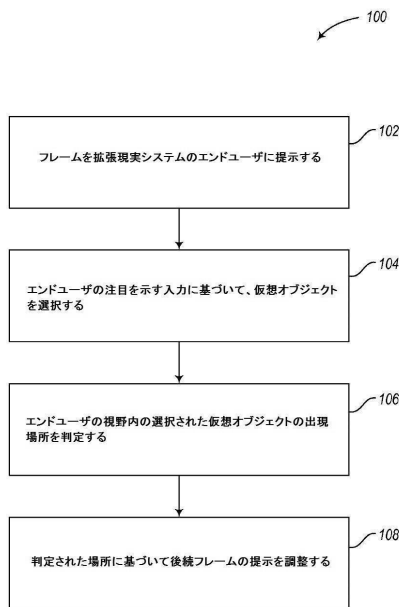 100
フレームを拡張現実システムのエンドユーザに提示する
102
エンドユーザの注目を示す入力に基づいて、仮想オブジェクト
を選択する
104
エンドユーザの視野内の選択された仮想オブジェクトの出現
場所を判定する
106
判定された場所に基づいて後続フレームの提示を調整する
108